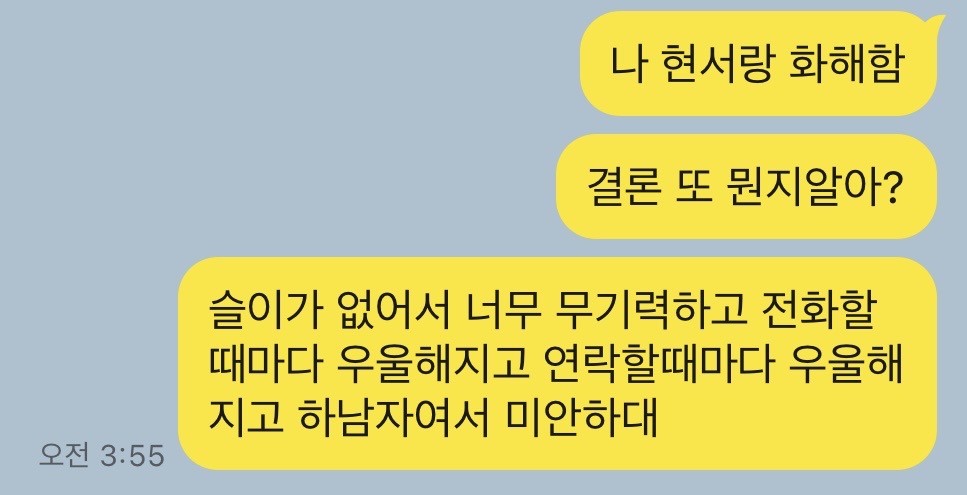 나 현서랑 화해함
결론 또 뭔지알아?
슬이가 없어서 너무 무기력하고 전화할
때마다 우울해지고 연락할때마다 우울해
지고 하남자여서 미안하대
오전 3:55